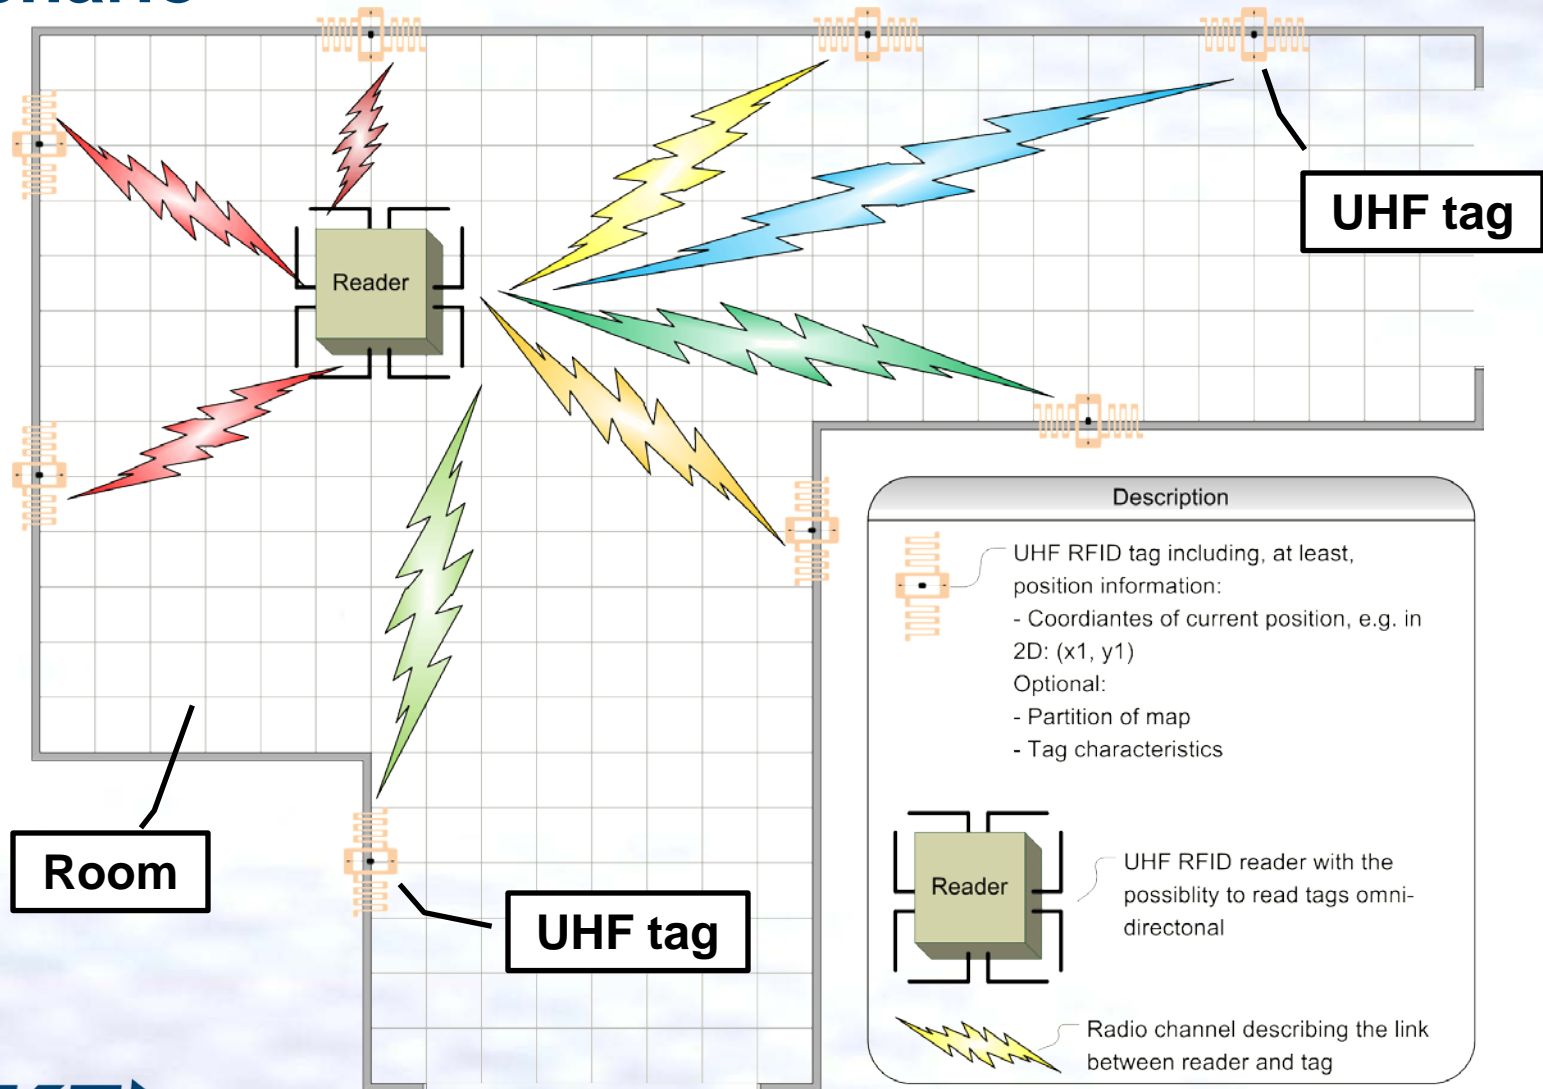 UHF tag
Reader
Room
UHF tag
Description
UHF RFID tag including, at least,
position information:
- Coordiantes of current position, e.g. in
2D: (x1, y1)
Optional:
- Partition of map
- Tag characteristics
Reader
UHF RFID reader with the
possiblity to read tags omni-
directonal
Radio channel describing the link
between reader and tag